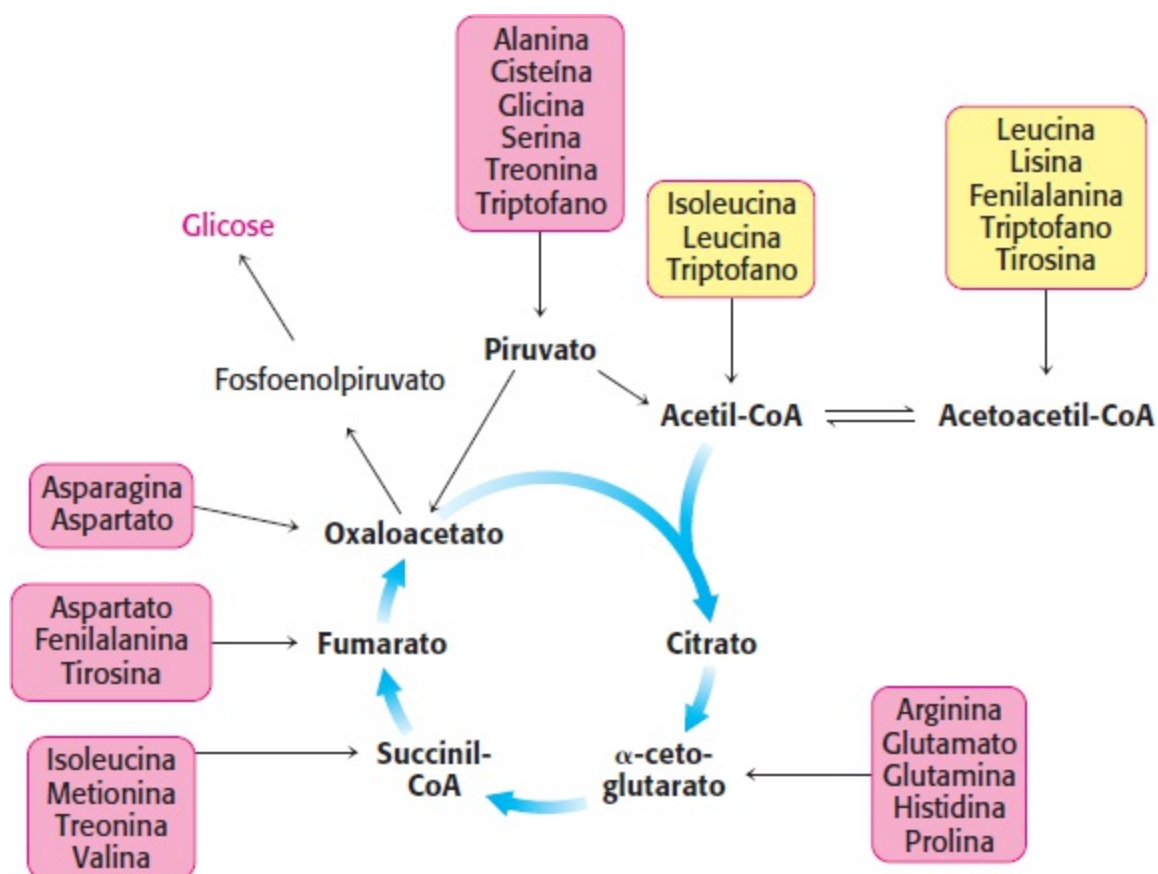 Alanina
Cisteína
Glicina
Serina
Treonina
Triptofano
Leucina
Lisina
Fenilalanina
Triptofano
Tirosina
Isoleucina
Leucina
Triptofano
Glicose
Piruvato
Fosfoenolpiruvato
Acetil-CoA
Acetoacetil-CoA
Asparagina
Aspartato
Oxaloacetato
Aspartato
Fenilalanina
Tirosina
Fumarato
Citrato
Isoleucina
Metionina
Treonina
Valina
Succinil-
CoA
α-ceto-
glutarato
Arginina
Glutamato
Glutamina
Histidina
Prolina